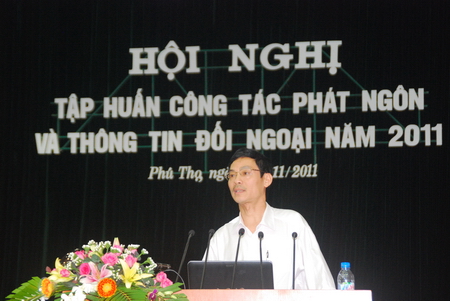 HỘI NGHỊ
TẬP HUẤN CÔNG TÁC PHÁT NGÔN
VÀ THÔNG TIN ĐỐI NGOẠI NĂM 2011
Phú Thọ, 11/2011